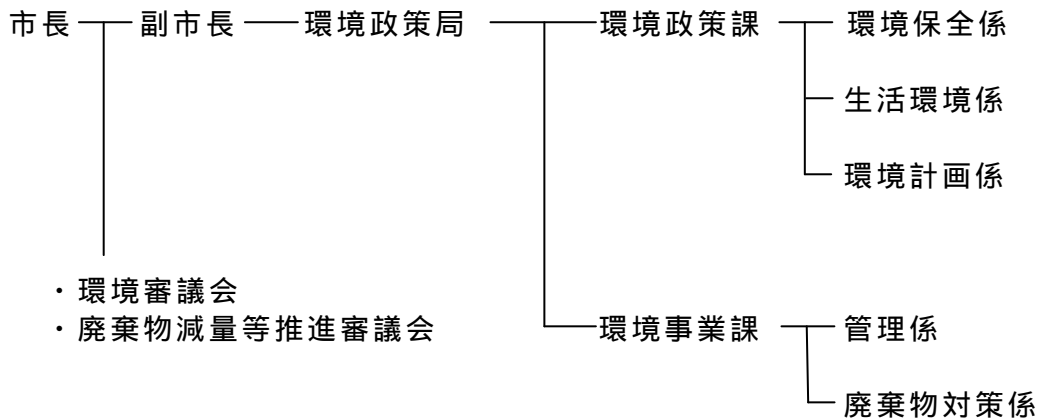 市長 副市長 環境政策局 環境政策課 環境保全係
生活環境係
環境計画係
・環境審議会
・廃棄物減量等推進審議会
環境事業課 管理係
廃棄物対策係